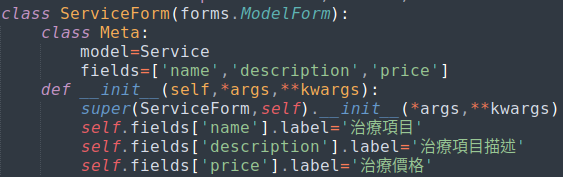 class ServiceForm(forms.ModelForm):
    class Meta:
        model=Service
        fields=['name','description','price']
    def __init__(self,*args,**kwargs):
        super(ServiceForm,self).__init__(*args,**kwargs)
        self.fields['name'].label='治療項目'
        self.fields['description'].label='治療項目描述'
        self.fields['price'].label='治療價格'